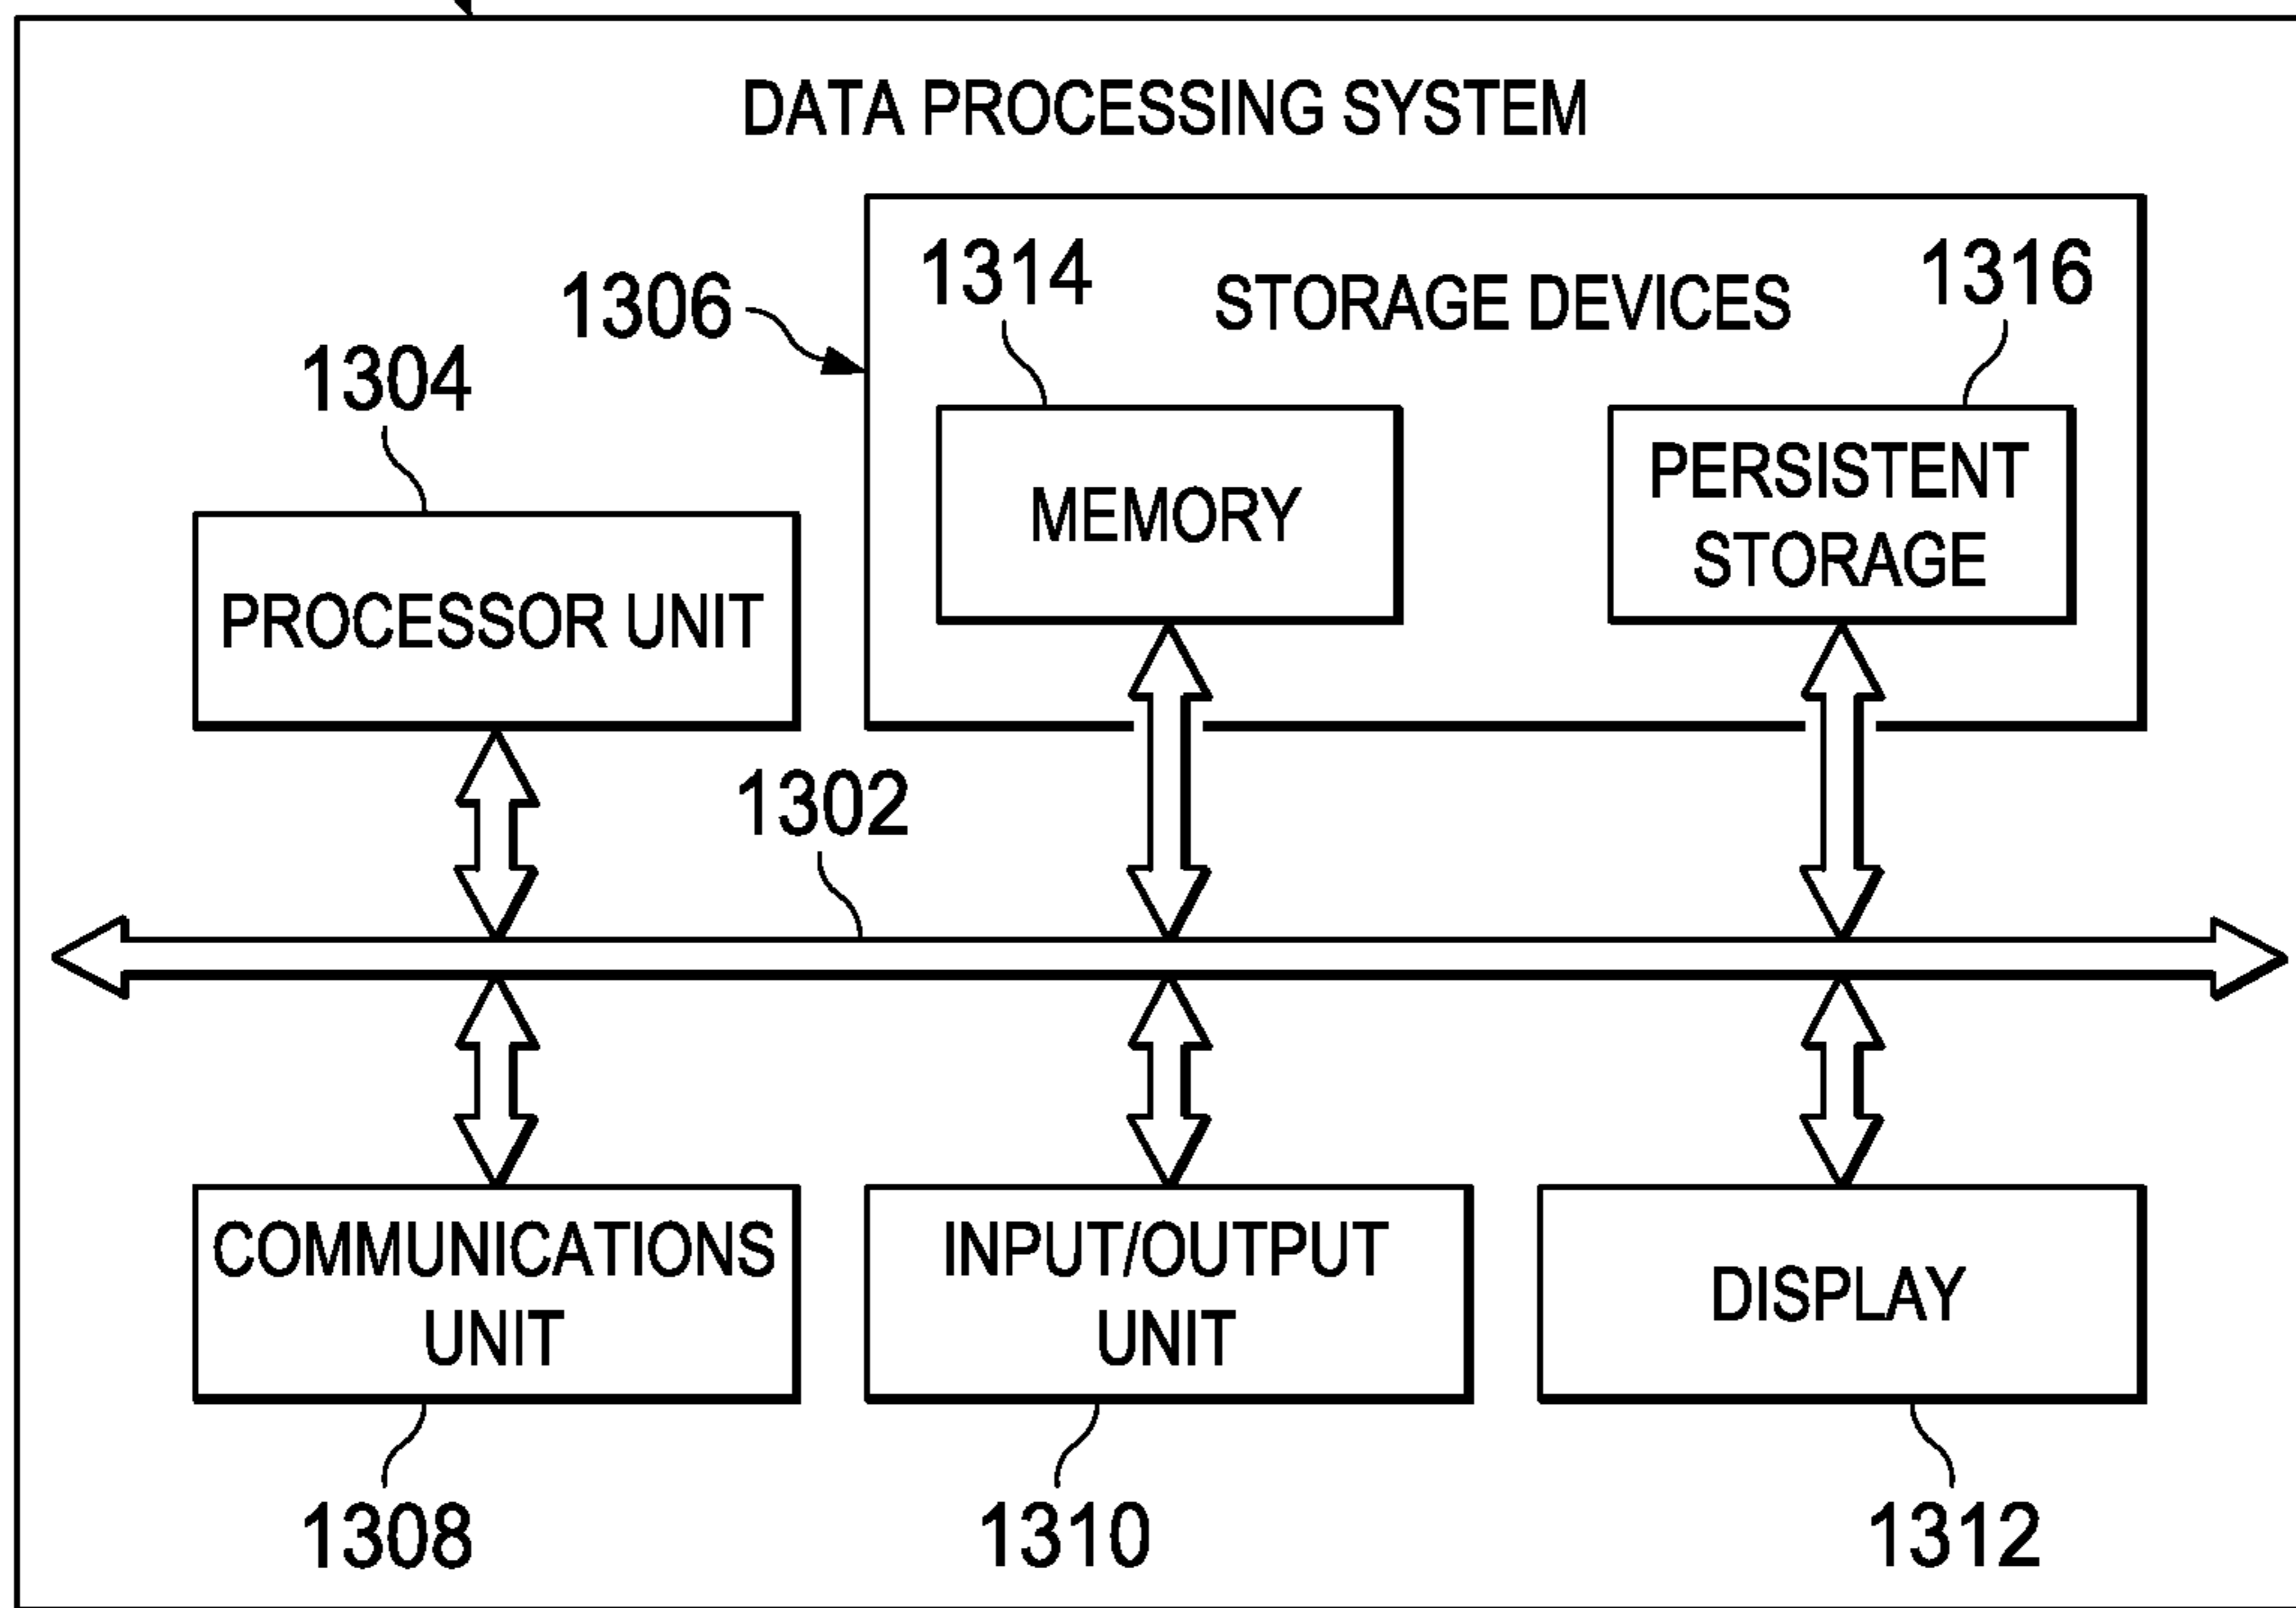 DATA PROCESSING SYSTEM
1306
1314
STORAGE DEVICES
1316
1304
MEMORY
PERSISTENT
STORAGE
PROCESSOR UNIT
1302
COMMUNICATIONS
UNIT
INPUT/OUTPUT
UNIT
DISPLAY
1308
1310
1312